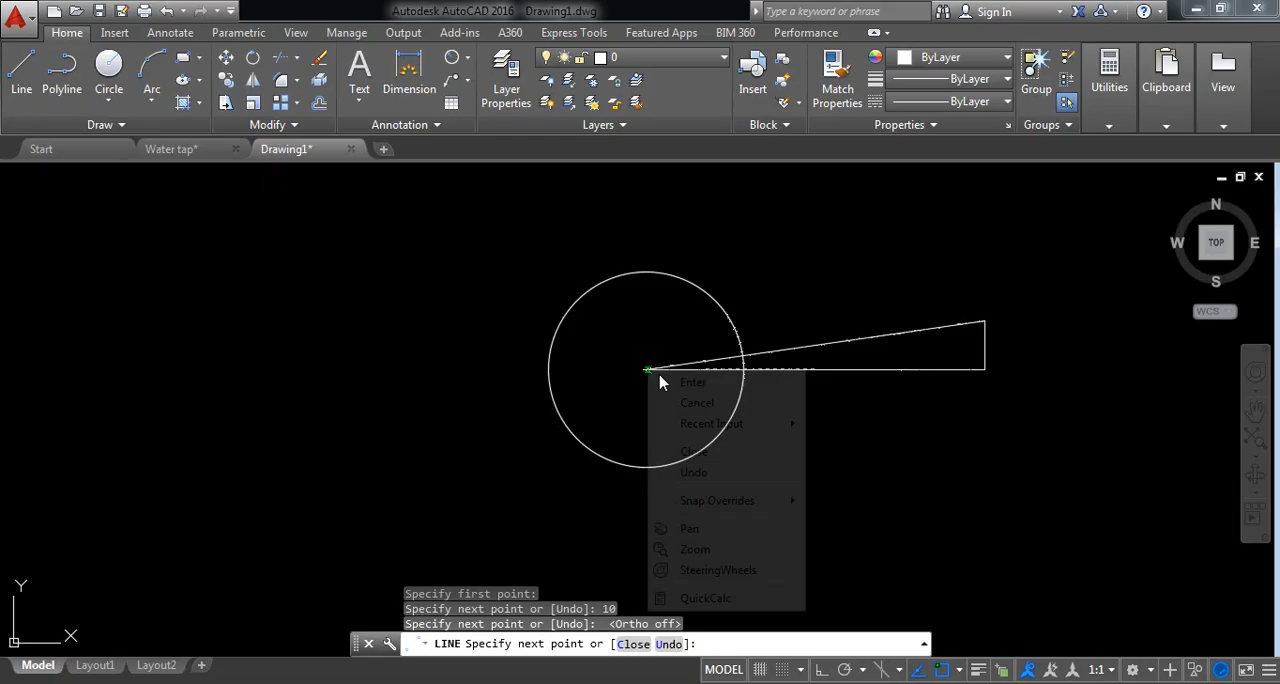 Autodesk AutoCAD 2016 Drawing1.dwg
Type a keyword or phrase
Sign In
Home Insert Annotate Parametric View Manage Output Add-ins A360 Express Tools Featured Apps BIM 360 Performance
Line Polyline Circle Arc
Text Dimension
Layer Properties
0
Insert
Match Properties
ByLayer
ByLayer
ByLayer
Group
Utilities
Clipboard
View
Draw Modify Annotation Layers Block Properties Groups
Start Water tap* Drawing1*
N
W TOP E
S
WCS
Enter
Cancel
Recent Input
Close
Undo
Snap Overrides
Pan
Zoom
SteeringWheels
QuickCalc
Y
X
Specify first point:
Specify next point or [Undo]: 10
Specify next point or [Undo]: <Ortho off>
LINE Specify next point or [Close Undo]:
Model Layout1 Layout2
MODEL 1:1